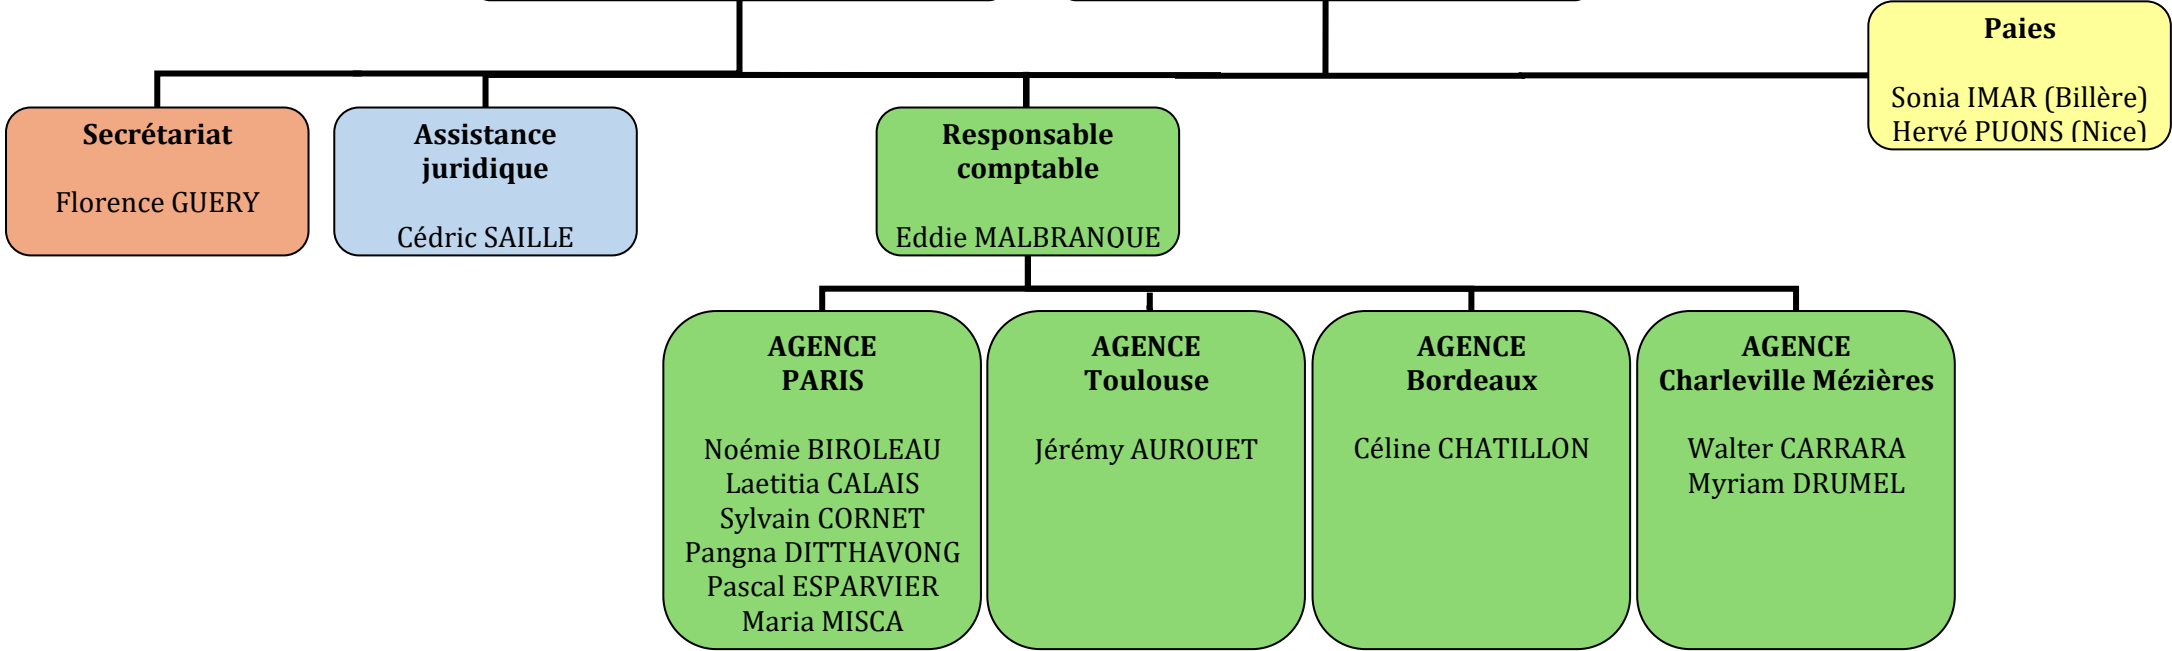 Paies
Sonia IMAR (Billère)
Hervé PUONS (Nice)
Secrétariat
Florence GUERY
Assistance
juridique
Cédric SAILLE
Responsable
comptable
Eddie MALBRANQUE
AGENCE
PARIS
Noémie BIROLEAU
Laetitia CALAIS
Sylvain CORNET
Pangna DITTHAVONG
Pascal ESPARVIER
Maria MISCA
AGENCE
Toulouse
Jérémy AUROUET
AGENCE
Bordeaux
Céline CHATILLON
AGENCE
Charleville Mézières
Walter CARRARA
Myriam DRUMEL